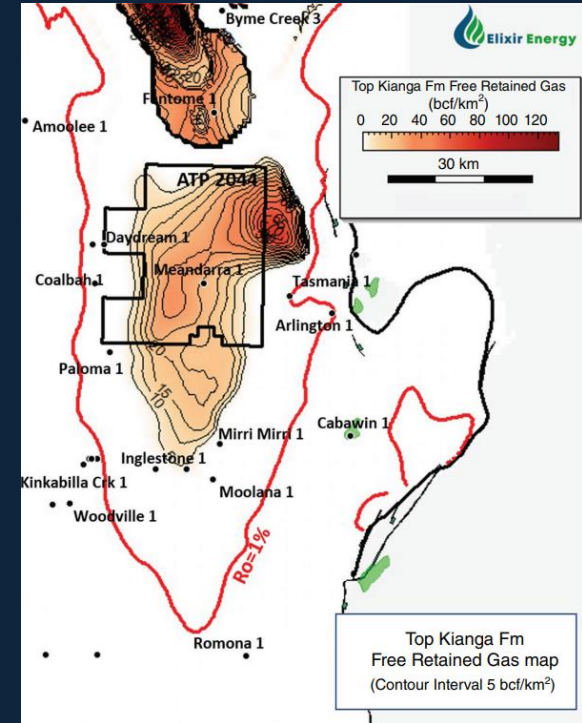 Byrne Creek 3
Elixir Energy
Fantome 1
Top Kianga Fm Free Retained Gas
(bcf/km²)
0 20 40 60 80 100 120
30 km
Amoolee 1
ATP 2044
Daydream 1
Coalbah 1
Meandarra 1
Tasmania 1
Arlington 1
20
Paloma 1
15
10
Cabawin 1
Mirri Mirri 1
Inglestone 1
Kinkabilla Crk 1
Moolana 1
Woodville 1
Ro=1%
Romona 1
Top Kianga Fm
Free Retained Gas map
(Contour Interval 5 bcf/km²)